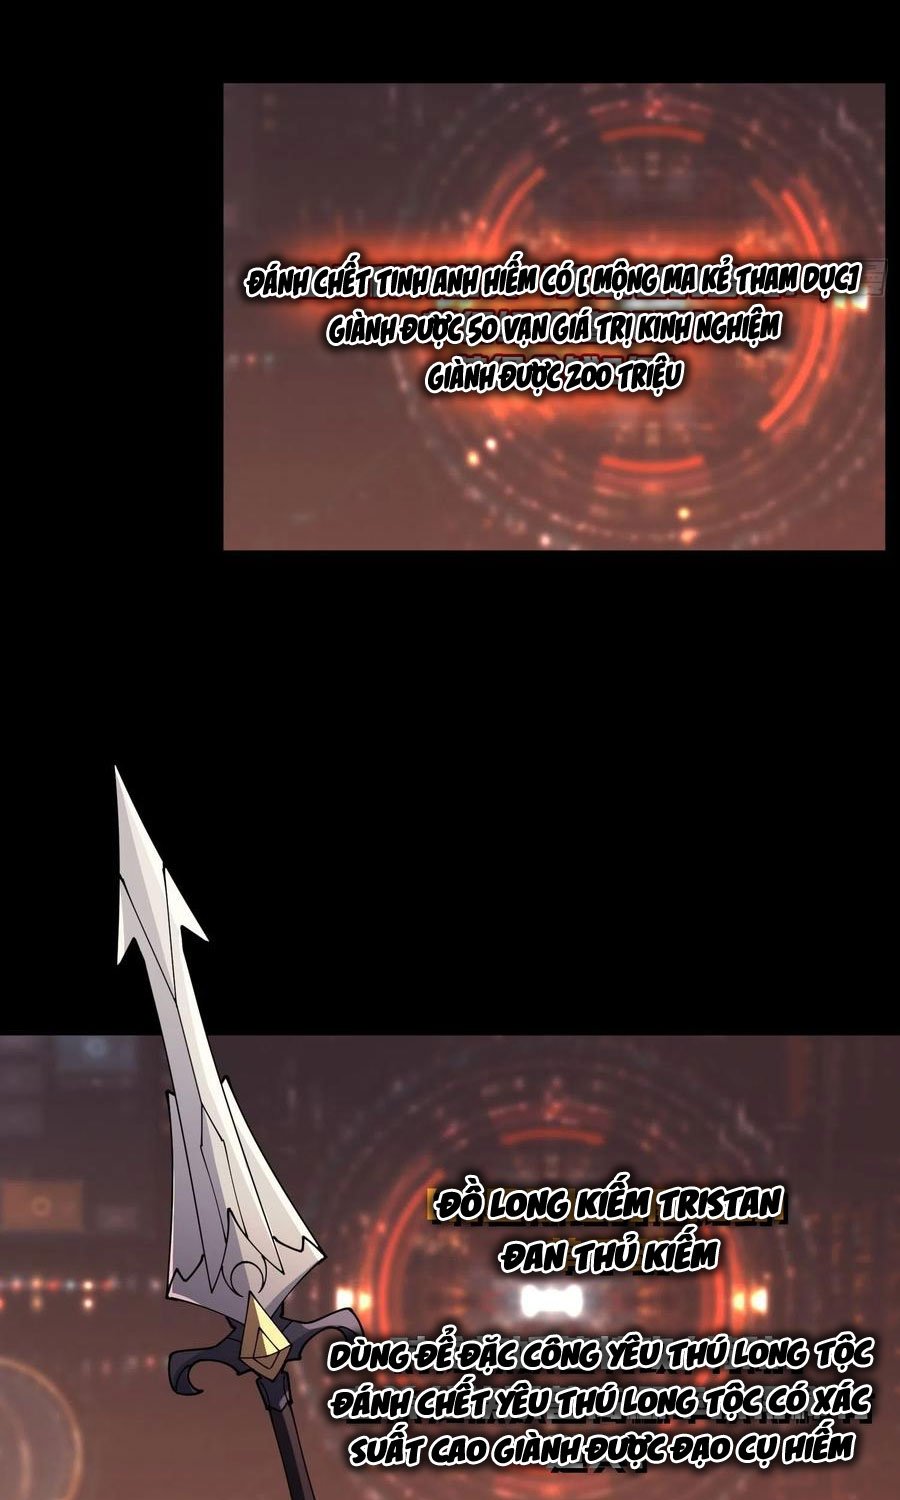 ĐÁNH CHẾT TINH ANH HIẾM CÓ [ MỘNG MA KẺ THAM DỤC]
GIÀNH ĐƯỢC 50 VẠN GIÁ TRỊ KINH NGHIỆM
GIÀNH ĐƯỢC 200 TRIỆU
ĐỒ LONG KIẾM TRISTAN
ĐAN THỦ KIẾM
DÙNG ĐỂ ĐẶC CÔNG YÊU THÚ LONG TỘC
ĐÁNH CHẾT YÊU THÚ LONG TỘC CÓ XÁC
SUẤT CAO GIÀNH ĐƯỢC ĐẠO CỤ HIẾM